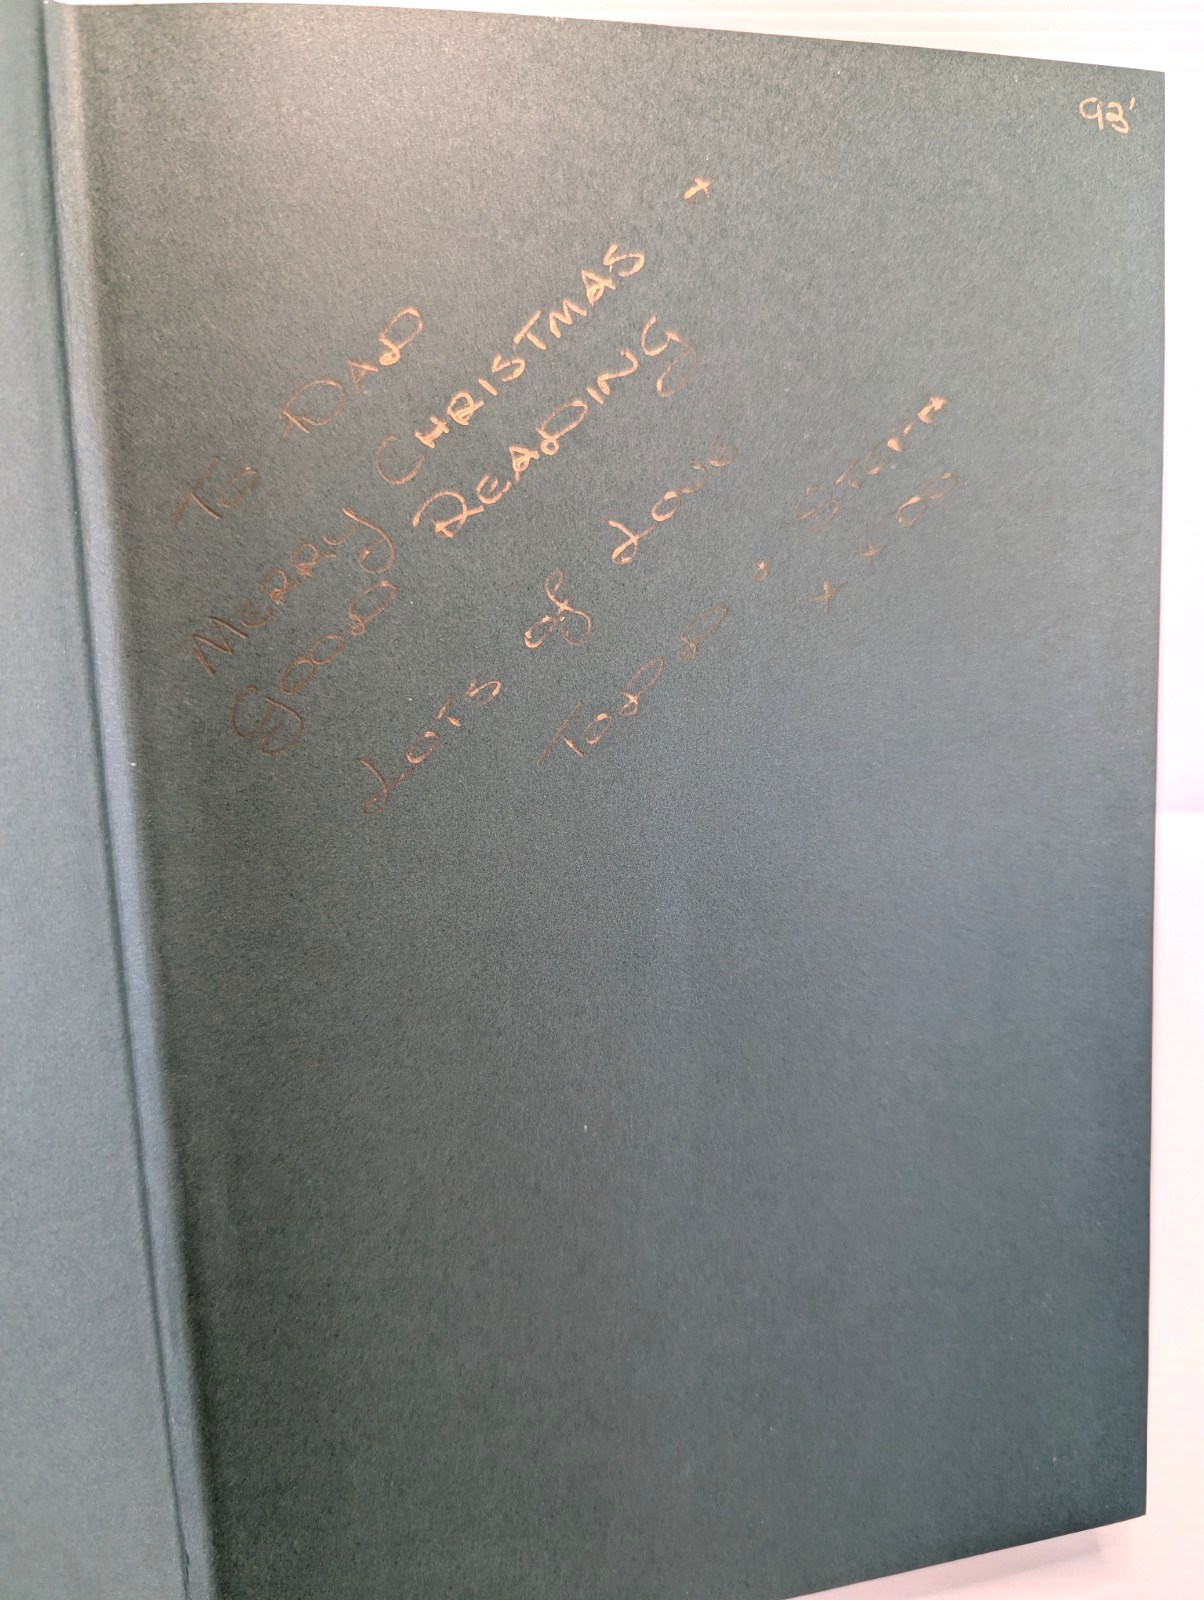 93'
To DAD
MERRY CHRISTMAS +
GOOD READING
LOTS of LOVE
TODD + STEPH
x x o